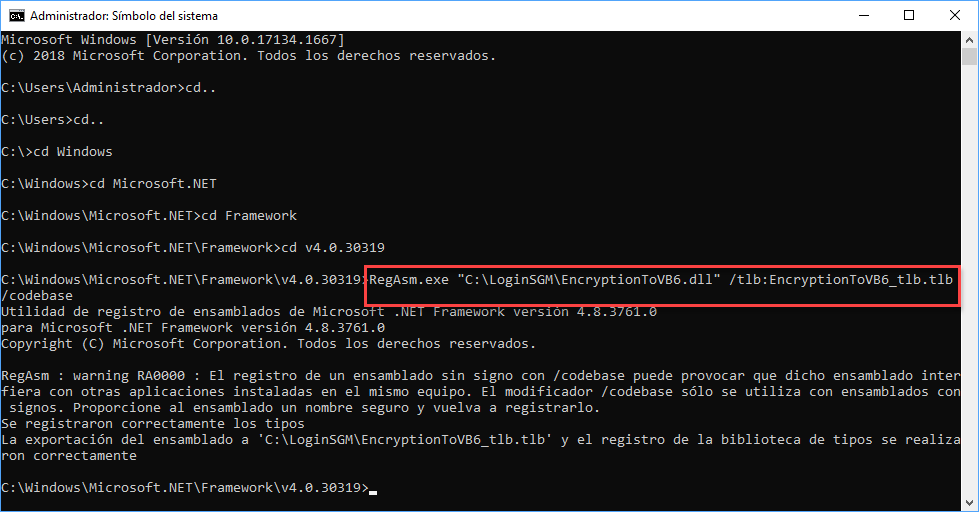 Administrador: Símbolo del sistema
Microsoft Windows [Versión 10.0.17134.1667]
(c) 2018 Microsoft Corporation. Todos los derechos reservados.
C:\Users\Administrador>cd..
C:\Users>cd..
C:\>cd Windows
C:\Windows>cd Microsoft.NET
C:\Windows\Microsoft.NET>cd Framework
C:\Windows\Microsoft.NET\Framework>cd v4.0.30319
C:\Windows\Microsoft.NET\Framework\v4.0.30319>RegAsm.exe "C:\LoginSGM\EncryptionToVB6.dll" /tlb:EncryptionToVB6_tlb.tlb
/codebase
Utilidad de registro de ensamblados de Microsoft .NET Framework versión 4.8.3761.0
para Microsoft .NET Framework versión 4.8.3761.0
Copyright (C) Microsoft Corporation. Todos los derechos reservados.
RegAsm : warning RA0000 : El registro de un ensamblado sin signo con /codebase puede provocar que dicho ensamblado inter
fiera con otras aplicaciones instaladas en el mismo equipo. El modificador /codebase sólo se utiliza con ensamblados con
signos. Proporcione al ensamblado un nombre seguro y vuelva a registrarlo.
Se registraron correctamente los tipos
La exportación del ensamblado a 'C:\LoginSGM\EncryptionToVB6_tlb.tlb' y el registro de la biblioteca de tipos se realiza
ron correctamente
C:\Windows\Microsoft.NET\Framework\v4.0.30319>